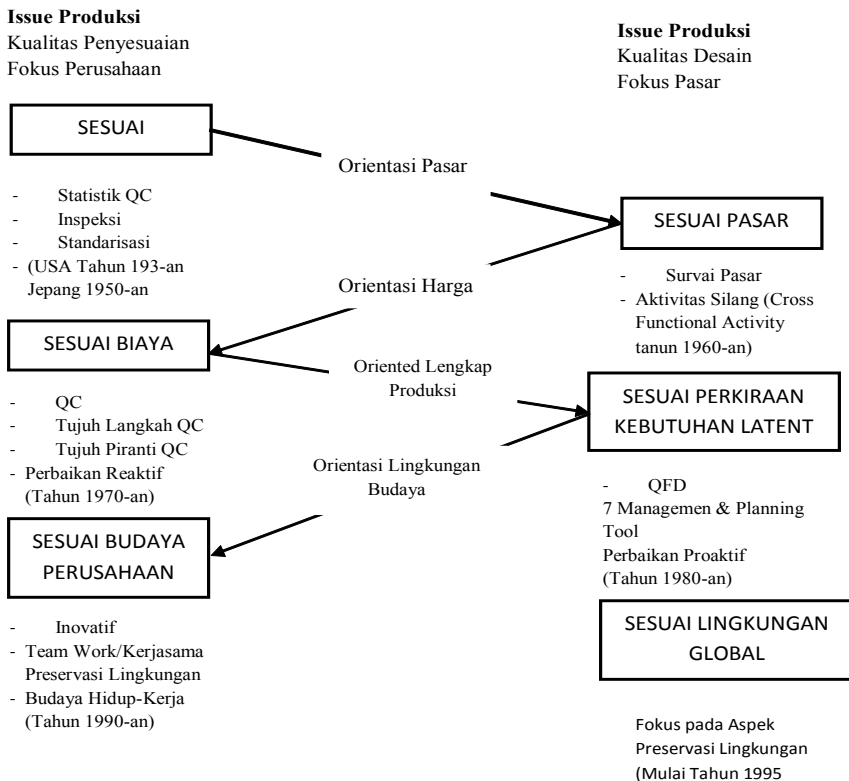 Issue Produksi
Kualitas Penyesuaian
Fokus Perusahaan
Issue Produksi
Kualitas Desain
Fokus Pasar
SESUAI
Orientasi Pasar
- Statistik QC
- Inspeksi
- Standarisasi
- (USA Tahun 193-an
Jepang 1950-an
SESUAI PASAR
- Survai Pasar
- Aktivitas Silang (Cross
Functional Activity
tanun 1960-an)
Orientasi Harga
SESUAI BIAYA
Oriented Lengkap
Produksi
- QC
- Tujuh Langkah QC
- Tujuh Piranti QC
- Perbaikan Reaktif
(Tahun 1970-an)
SESUAI PERKIRAAN
KEBUTUHAN LATENT
Orientasi Lingkungan
Budaya
- QFD
7 Managemen & Planning
Tool
Perbaikan Proaktif
(Tahun 1980-an)
SESUAI BUDAYA
PERUSAHAAN
- Inovatif
- Team Work/Kerjasama
Preservasi Lingkungan
- Budaya Hidup-Kerja
(Tahun 1990-an)
SESUAI LINGKUNGAN
GLOBAL
Fokus pada Aspek
Preservasi Lingkungan
(Mulai Tahun 1995